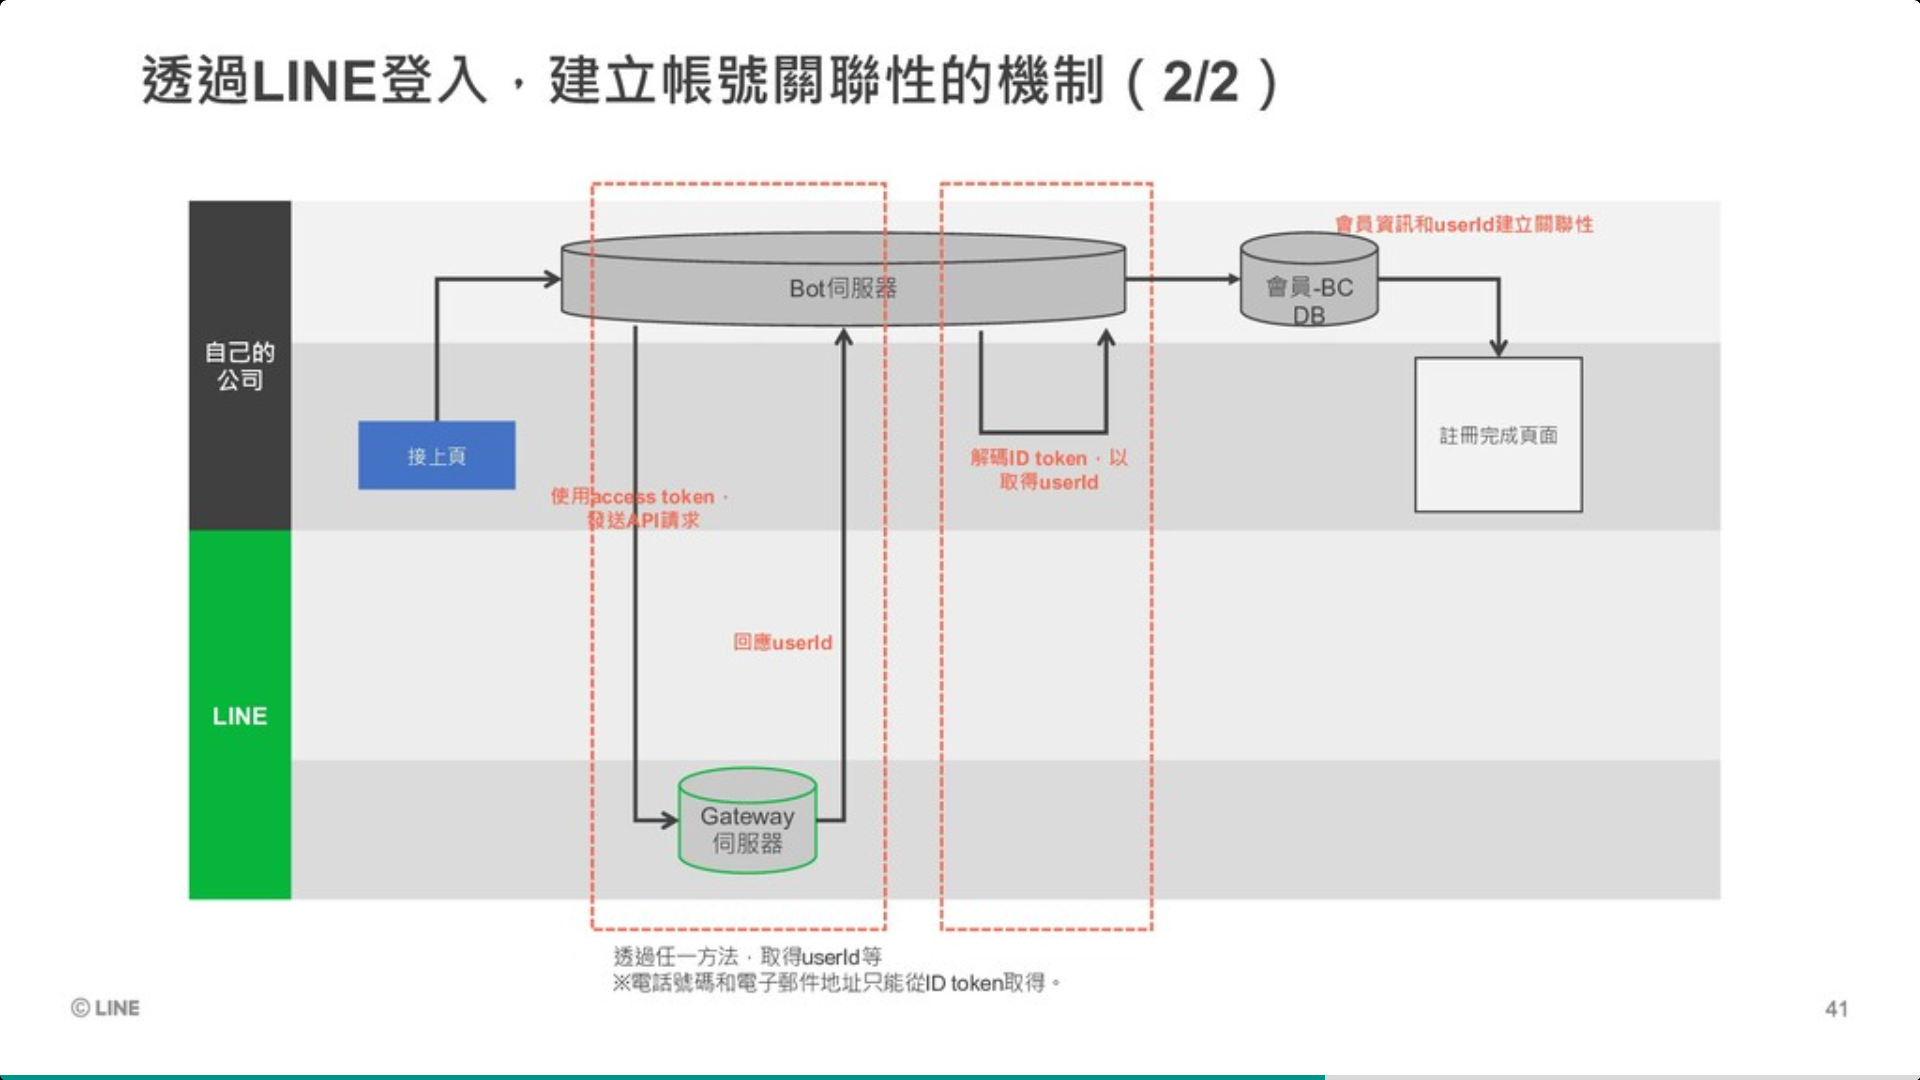 透過LINE登入，建立帳號關聯性的機制（2/2）
會員資訊和userId建立關聯性
Bot伺服器
會員-BC
DB
自己的
公司
接上頁
註冊完成頁面
使用access token，
發送API請求
解碼ID token，以
取得userId
回應userId
LINE
Gateway
伺服器
透過任一方法，取得userId等
※電話號碼和電子郵件地址只能從ID token取得。
© LINE
41